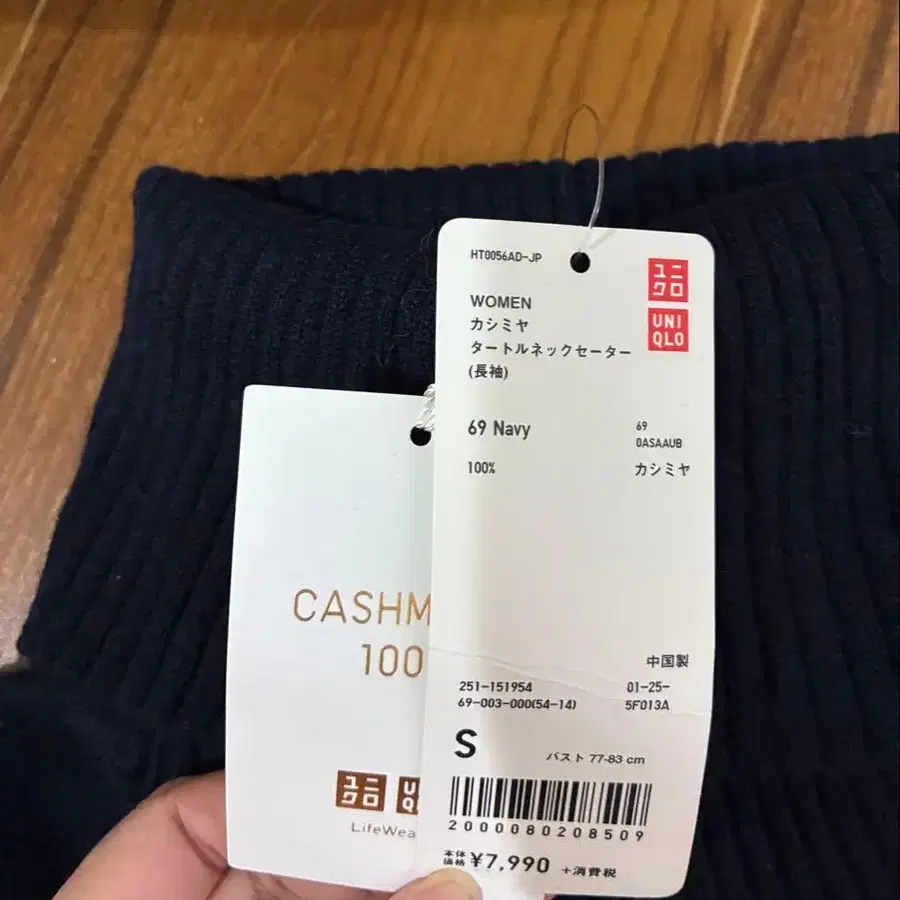 HT0056AD-JP
ユニ
クロ
UNI
QLO
WOMEN
カシミヤ
タートルネックセーター
(長袖)
69 Navy
69
0ASAAUB
100%
カシミヤ
中国製
251-151954
01-25-
69-003-000(54-14)
5F013A
S
バスト 77-83 cm
2000080208509
本体
価格 ¥7,990 +消費税
CASHM
100
ユニ
クロ
U
Q
LifeWea